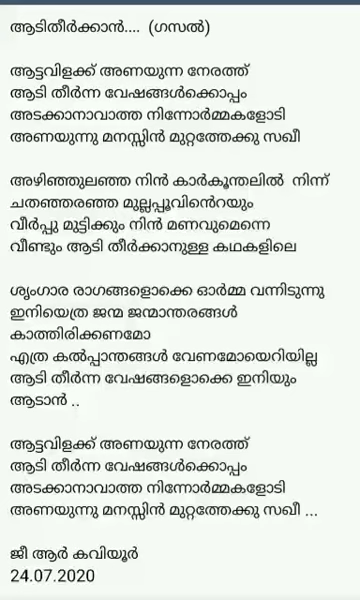 ആടിതീർക്കാൻ.... (ഗസൽ)
ആട്ടവിളക്ക് അണയുന്ന നേരത്ത്
ആടി തീർന്ന വേഷങ്ങൾക്കൊപ്പം
അടക്കാനാവാത്ത നിന്നോർമ്മകളോടി
അണയുന്നു മനസ്സിൻ മുറ്റത്തേക്കു സഖീ
അഴിഞ്ഞുലഞ്ഞ നിൻ കാർകൂന്തലിൽ നിന്ന്
ചതഞ്ഞരഞ്ഞ മുല്ലപ്പൂവിൻെറയും
വീർപ്പു മുട്ടിക്കും നിൻ മണവുമെന്നെ
വീണ്ടും ആടി തീർക്കാനുള്ള കഥകളിലെ
ശൃംഗാര രാഗങ്ങളൊക്കെ ഓർമ്മ വന്നിടുന്നു
ഇനിയെത്ര ജന്മ ജന്മാന്തരങ്ങൾ
കാത്തിരിക്കണമോ
എത്ര കൽപ്പാന്തങ്ങൾ വേണമോയെറിയില്ല
ആടി തീർന്ന വേഷങ്ങളൊക്കെ ഇനിയും
ആടാൻ ..
ആട്ടവിളക്ക് അണയുന്ന നേരത്ത്
ആടി തീർന്ന വേഷങ്ങൾക്കൊപ്പം
അടക്കാനാവാത്ത നിന്നോർമ്മകളോടി
അണയുന്നു മനസ്സിൻ മുറ്റത്തേക്കു സഖീ ...
ജീ ആർ കവിയൂർ
24.07.2020